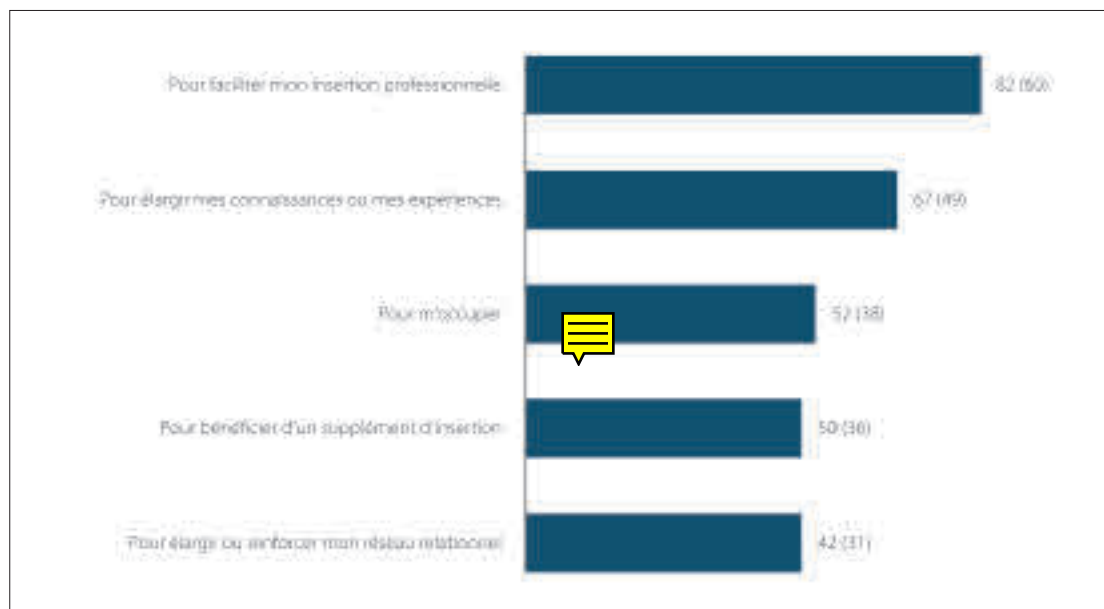 Pour faciliter mon insertion professionnelle
82 (60)
Pour élargir mes connaissances ou mes expériences
67 (49)
Pour m'occuper
52 (38)
Pour bénéficier d'un supplément d'insertion
50 (36)
Pour élargir ou renforcer mon réseau relationnel
42 (31)